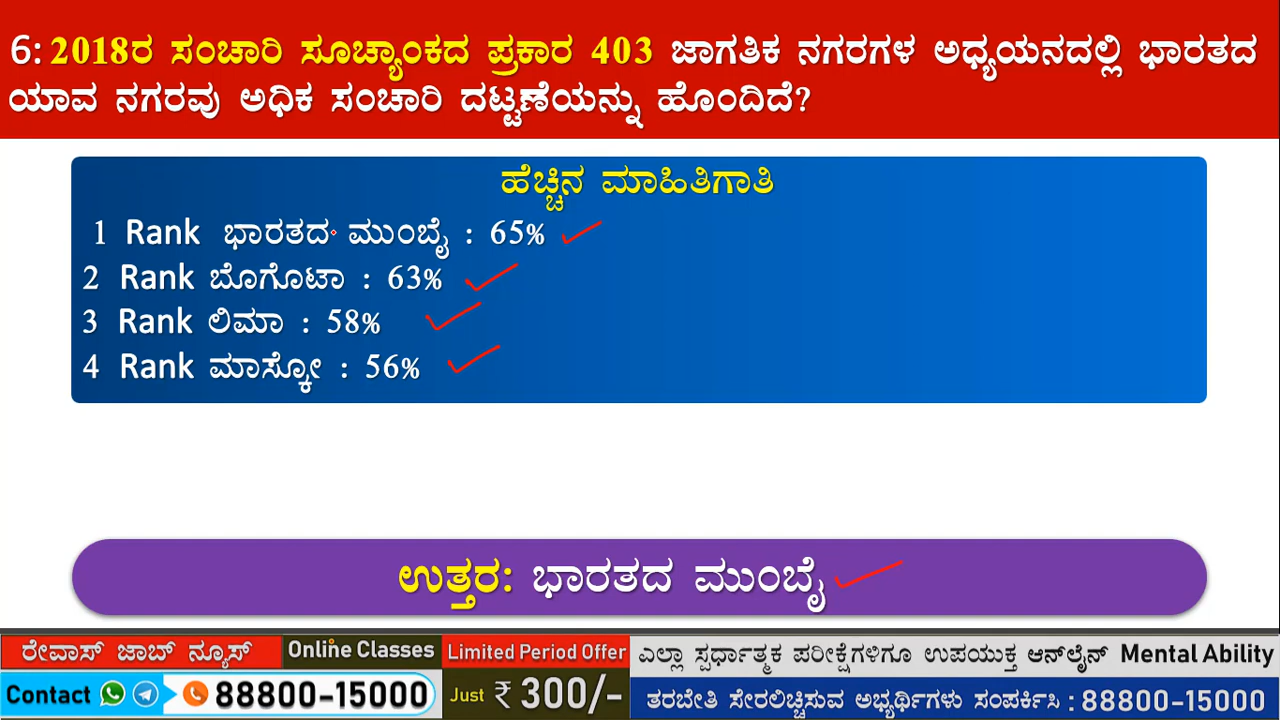 6: 2018ರ ಸಂಚಾರಿ ಸೂಚ್ಯಾಂಕದ ಪ್ರಕಾರ 403 ಜಾಗತಿಕ ನಗರಗಳ ಅಧ್ಯಯನದಲ್ಲಿ ಭಾರತದ
ಯಾವ ನಗರವು ಅಧಿಕ ಸಂಚಾರಿ ದಟ್ಟಣೆಯನ್ನು ಹೊಂದಿದೆ?
ಹೆಚ್ಚಿನ ಮಾಹಿತಿಗಾತಿ
1 Rank ಭಾರತದ ಮುಂಬೈ : 65%
2 Rank ಬೊಗೊಟಾ : 63%
3 Rank ಲಿಮಾ : 58%
4 Rank ಮಾಸ್ಕೋ : 56%
ಉತ್ತರ: ಭಾರತದ ಮುಂಬೈ
ರೇವಾಸ್ ಜಾಬ್ ನ್ಯೂಸ್ Online Classes Limited Period Offer ಎಲ್ಲಾ ಸ್ಪರ್ಧಾತ್ಮಕ ಪರೀಕ್ಷೆಗಳಿಗೂ ಉಪಯುಕ್ತ ಆನ್‌ಲೈನ್ Mental Ability
Contact 88800-15000 Just ₹ 300/- ತರಬೇತಿ ಸೇರಲಿಚ್ಚಿಸುವ ಅಭ್ಯರ್ಥಿಗಳು ಸಂಪರ್ಕಿಸಿ : 88800-15000